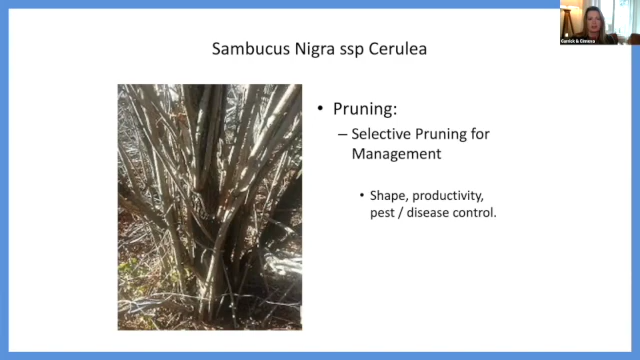 Sambucus Nigra ssp Cerulea
• Pruning:
– Selective Pruning for
Management
• Shape, productivity,
pest / disease control.